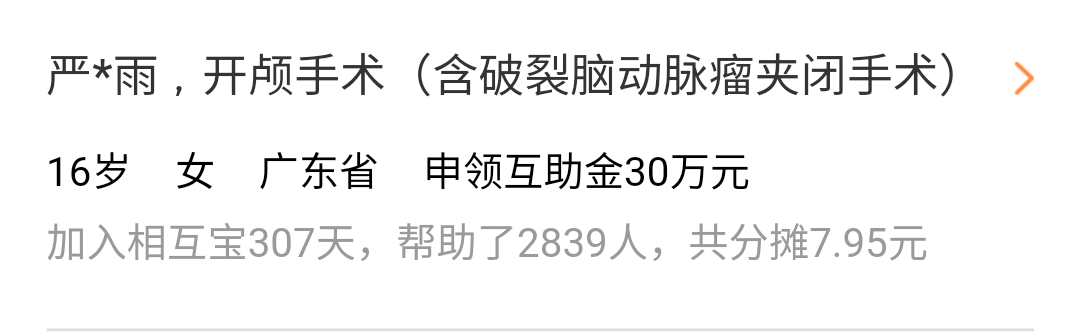 严*雨，开颅手术（含破裂脑动脉瘤夹闭手术）
16岁 女 广东省 申领互助金30万元
加入相互宝307天，帮助了2839人，共分摊7.95元